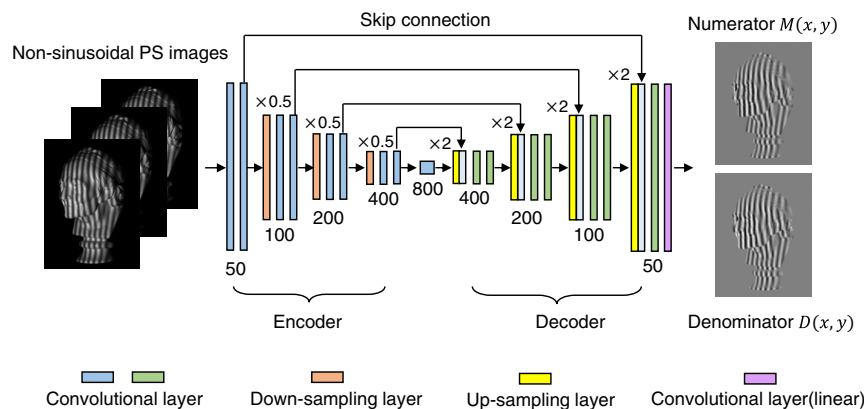 Skip connection
Numerator M(x, y)
Non-sinusoidal PS images
×2
×0.5
×2
×0.5
×2
×0.5
×2
800
400
400
200
200
100
100
50
50
Encoder
Decoder
Denominator D(x, y)
Convolutional layer
Down-sampling layer
Up-sampling layer
Convolutional layer(linear)